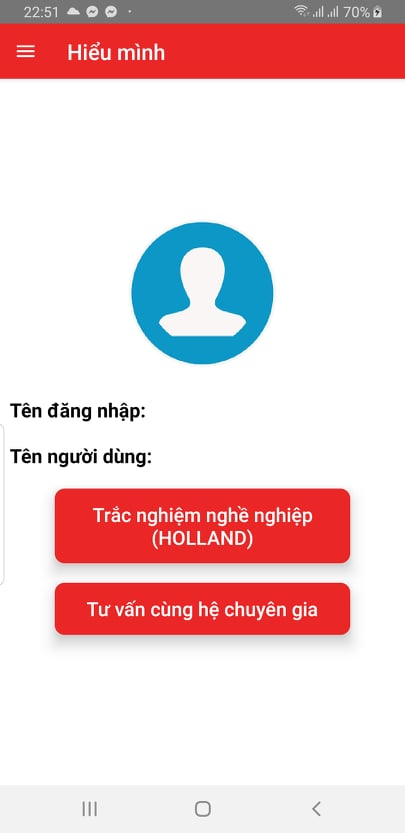 22:51 70%
Hiểu mình
Tên đăng nhập:
Tên người dùng:
Trắc nghiệm nghề nghiệp
(HOLLAND)
Tư vấn cùng hệ chuyên gia